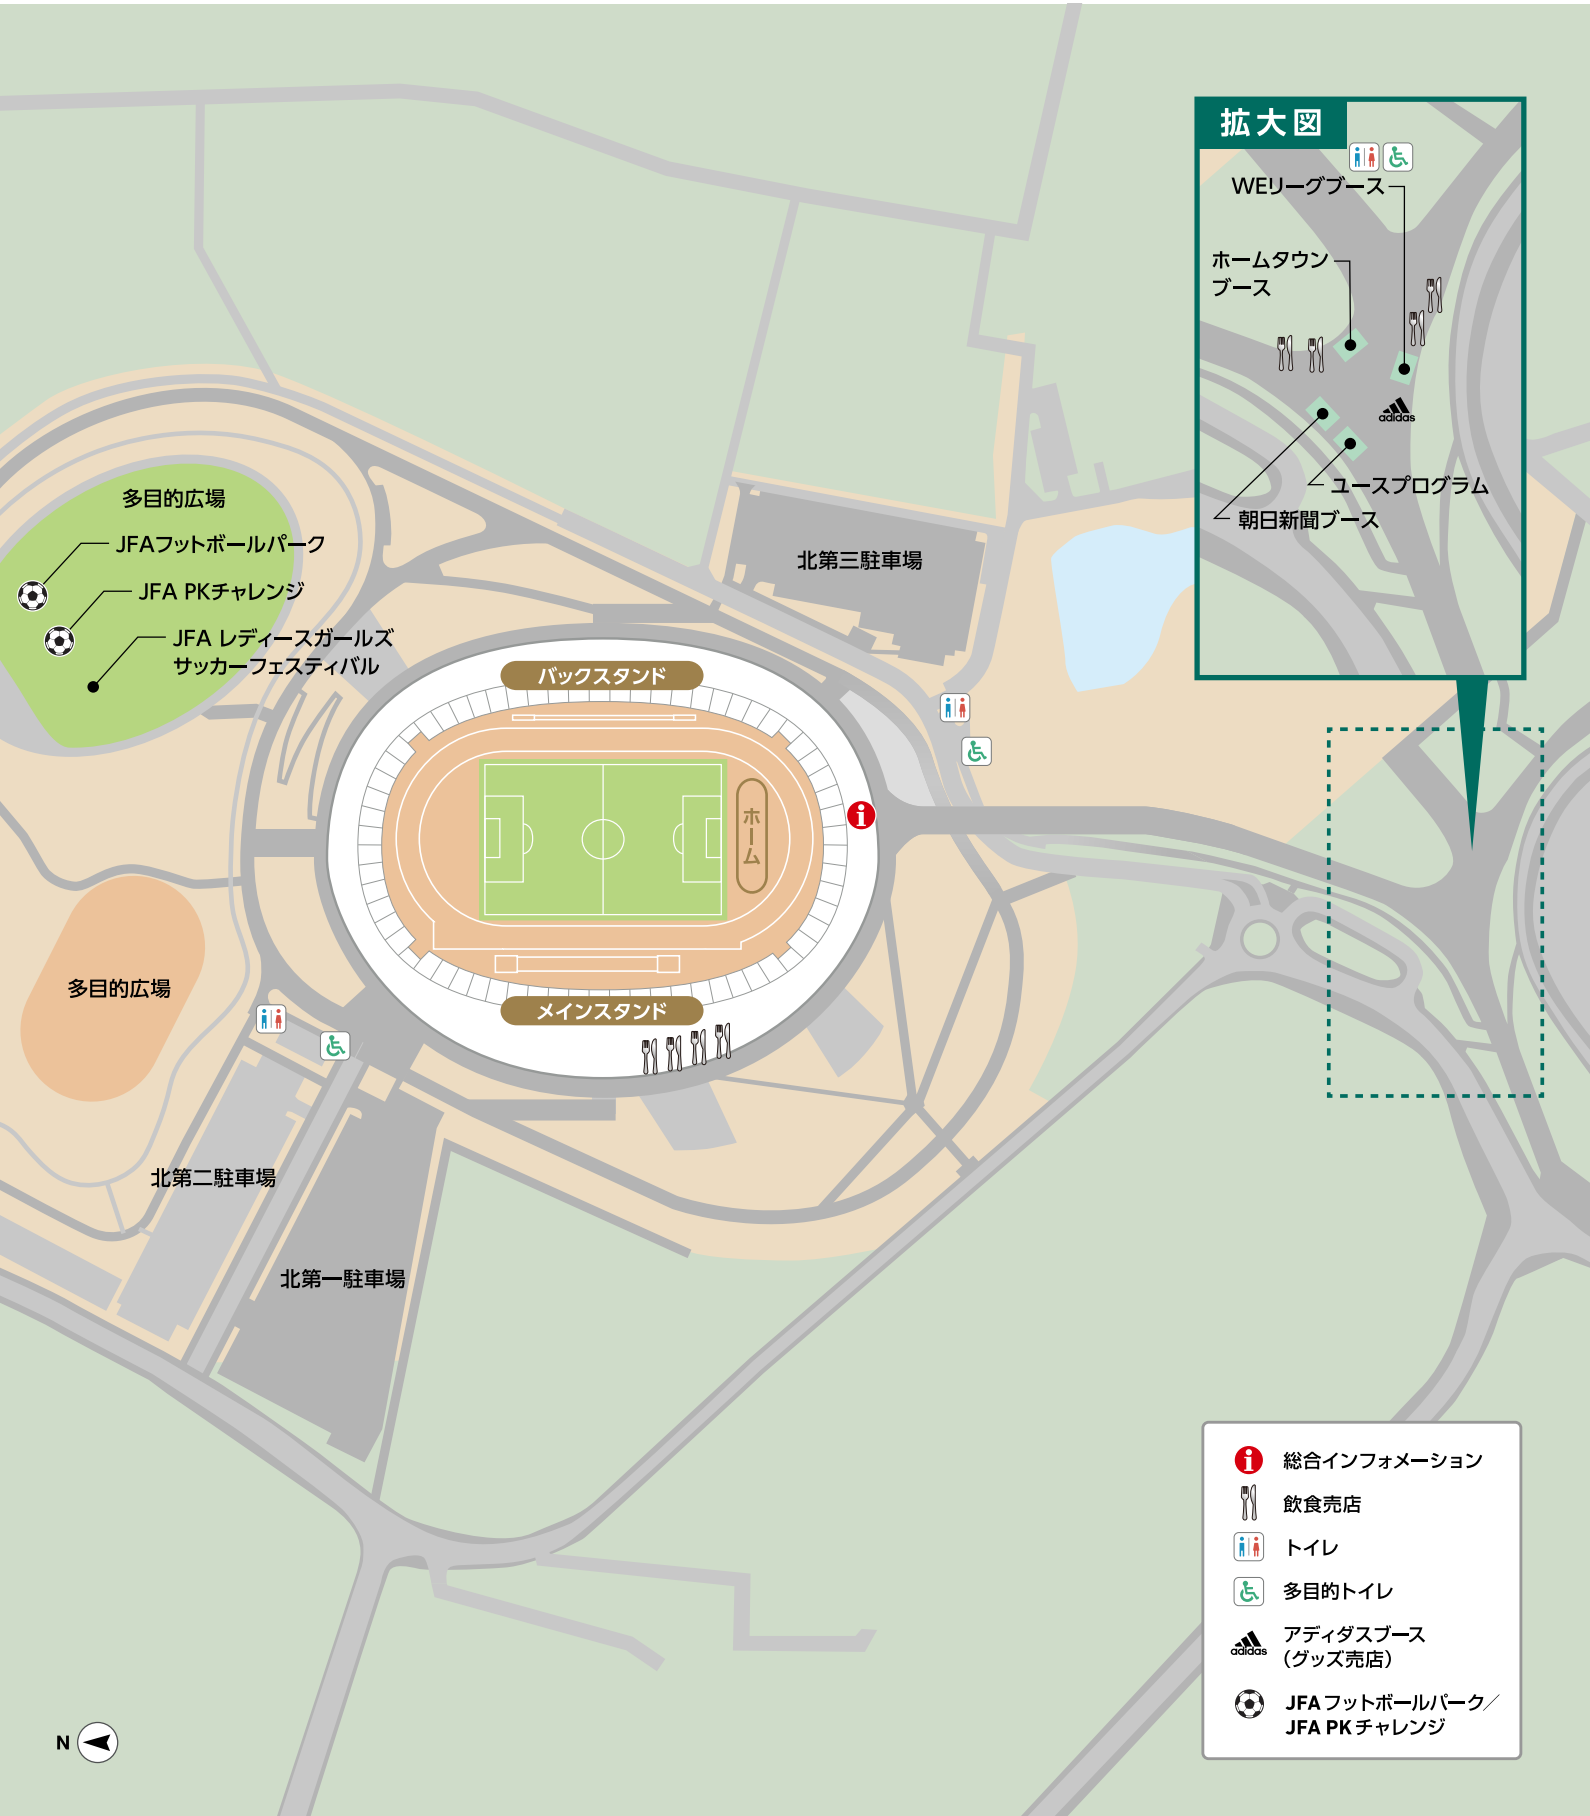 拡大図
WEリーグブース
ホームタウン
ブース
adidas
ユースプログラム
朝日新聞ブース
多目的広場
JFAフットボールパーク
JFA PKチャレンジ
JFA レディースガールズ
サッカーフェスティバル
北第三駐車場
バックスタンド
ホーム
メインスタンド
多目的広場
北第二駐車場
北第一駐車場
総合インフォメーション
飲食売店
トイレ
多目的トイレ
アディダスブース
(グッズ売店)
adidas
JFA フットボールパーク／
JFA PK チャレンジ
N